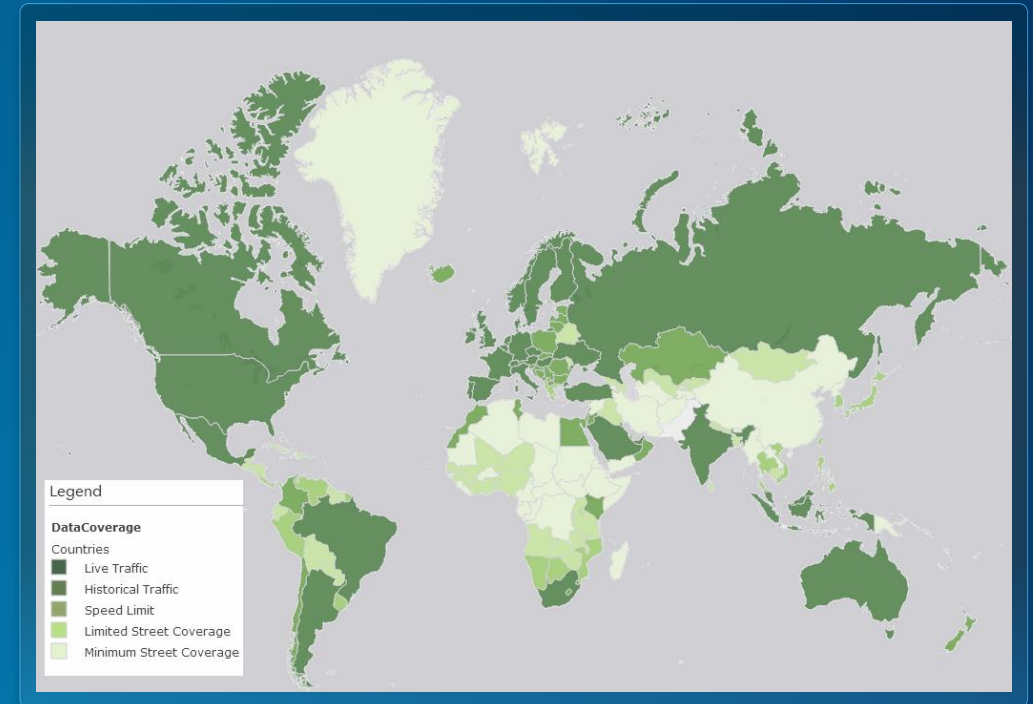 Legend
DataCoverage
Countries
Live Traffic
Historical Traffic
Speed Limit
Limited Street Coverage
Minimum Street Coverage